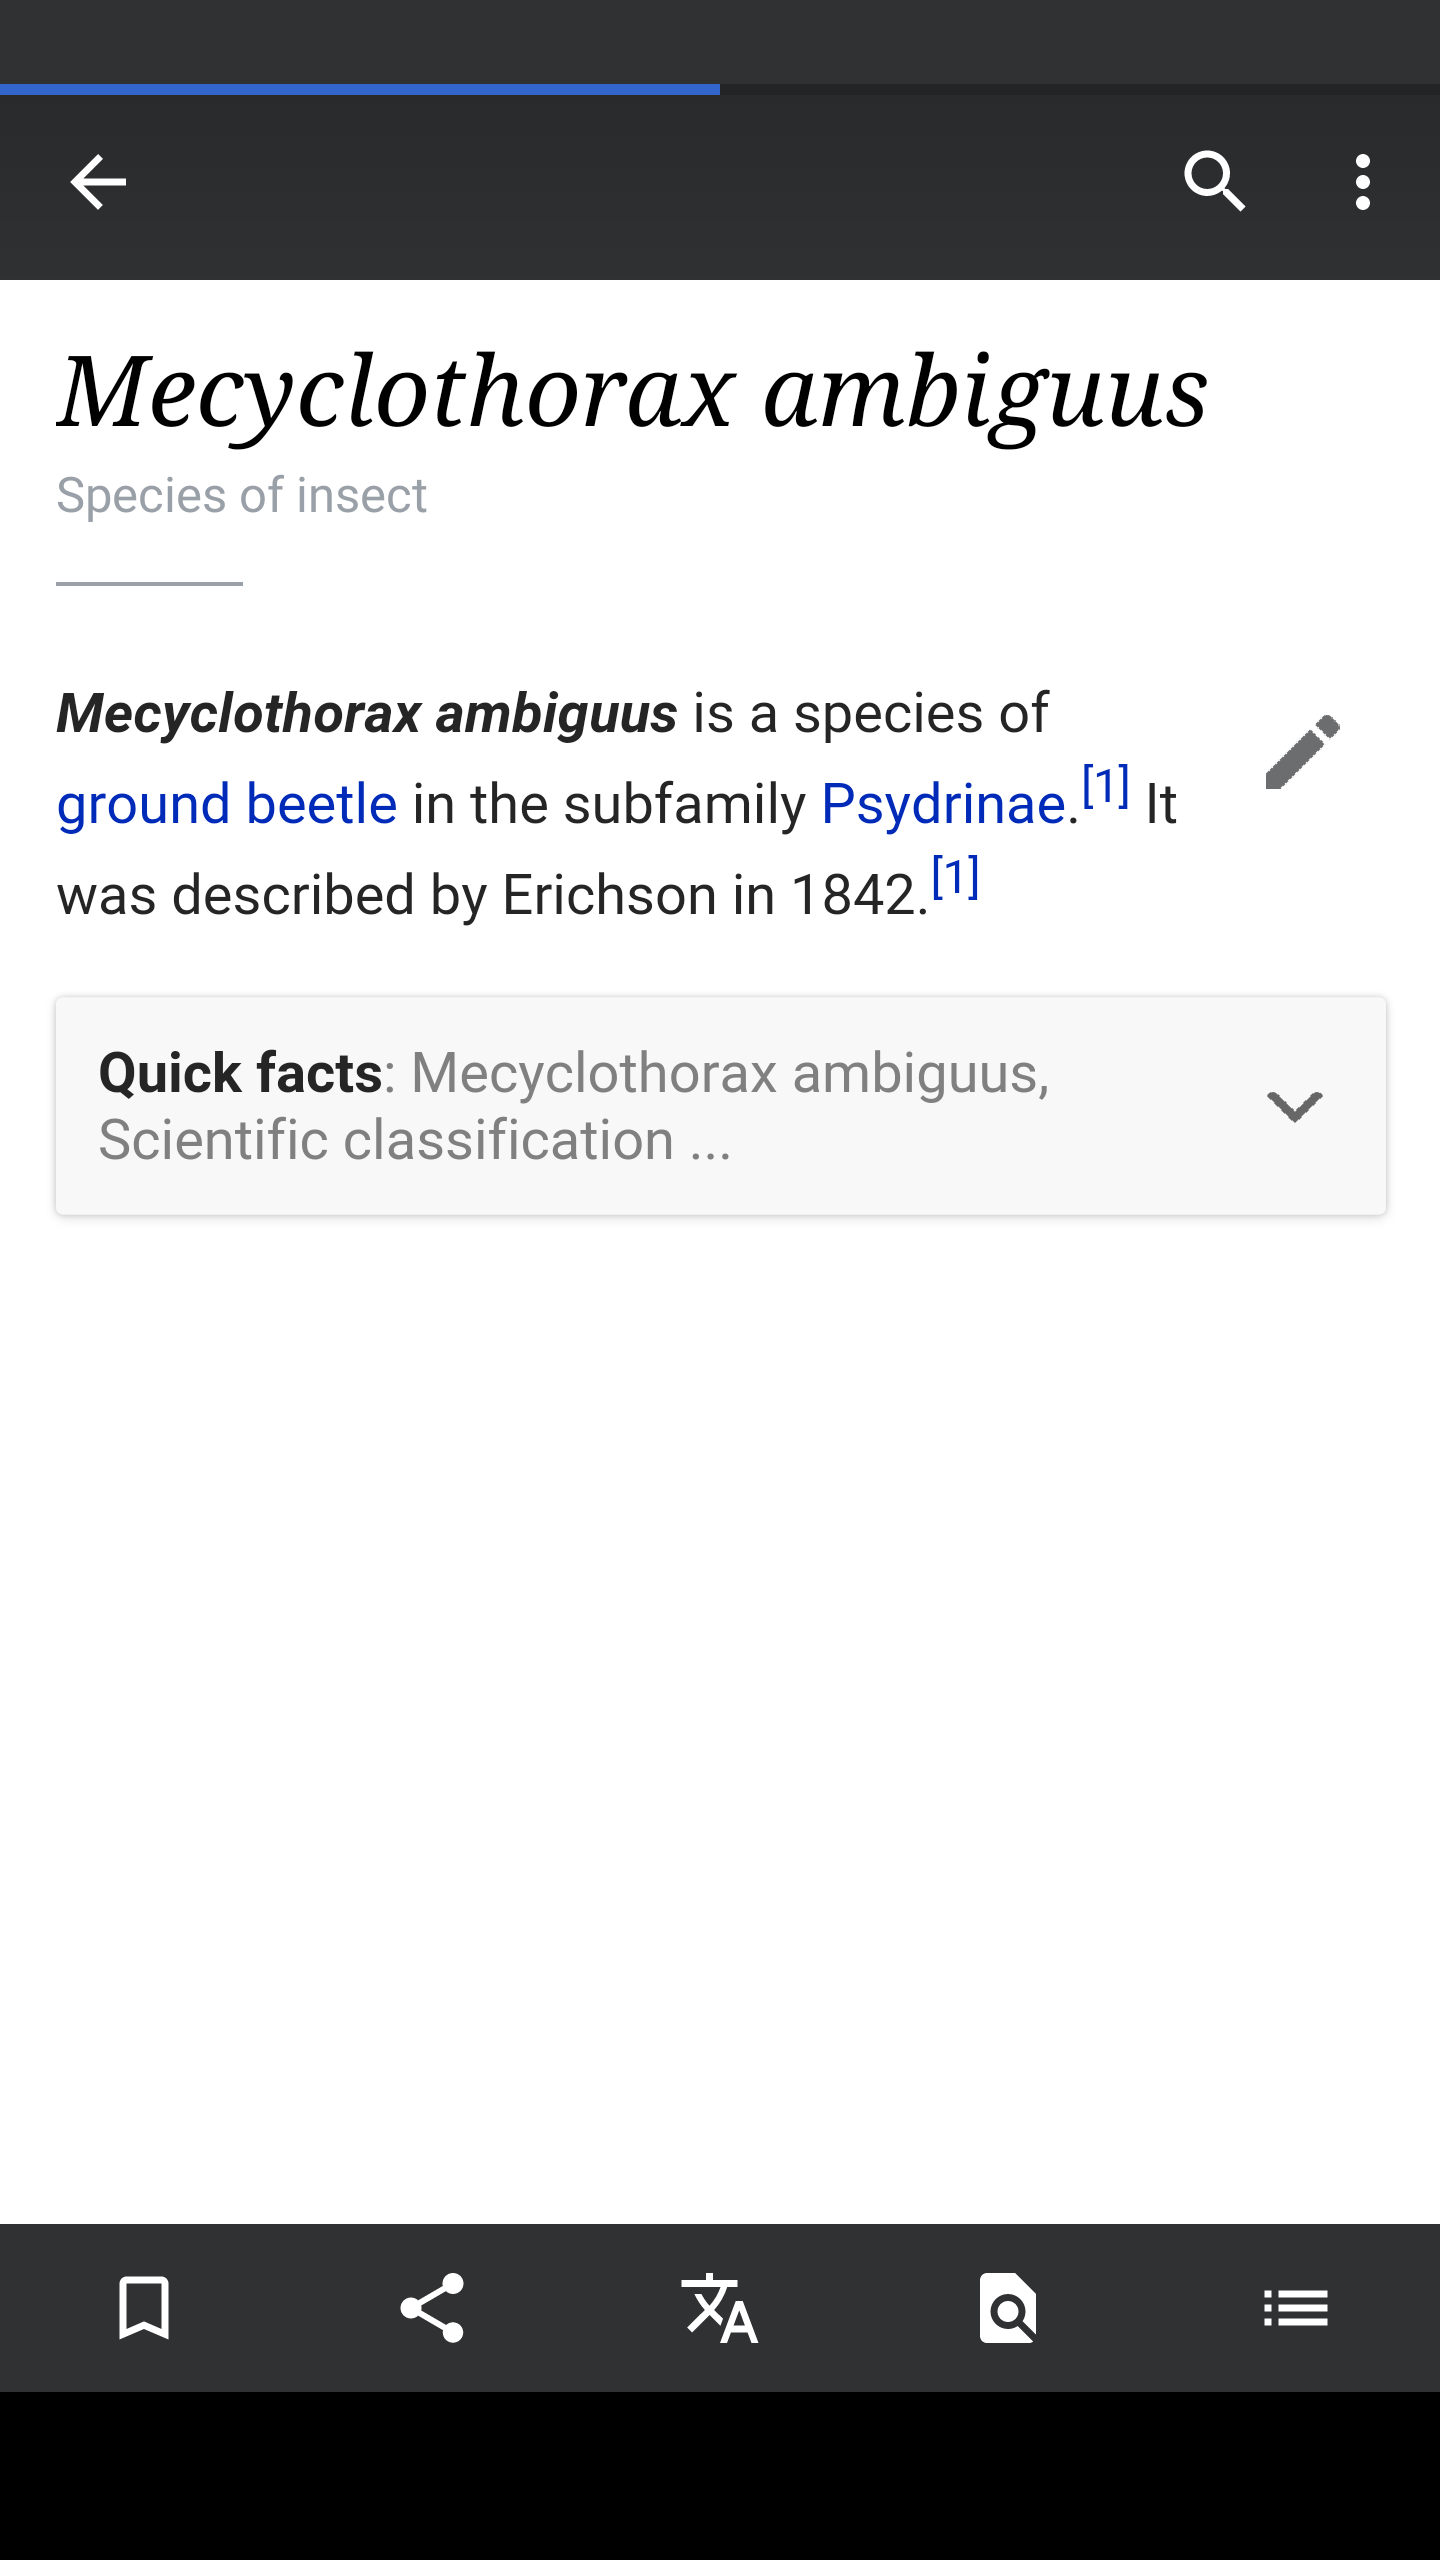 Mecyclothorax ambiguus
Species of insect
Mecyclothorax ambiguus is a species of
ground beetle in the subfamily Psydrinae.[1] It
was described by Erichson in 1842.[1]
Quick facts: Mecyclothorax ambiguus,
Scientific classification ...